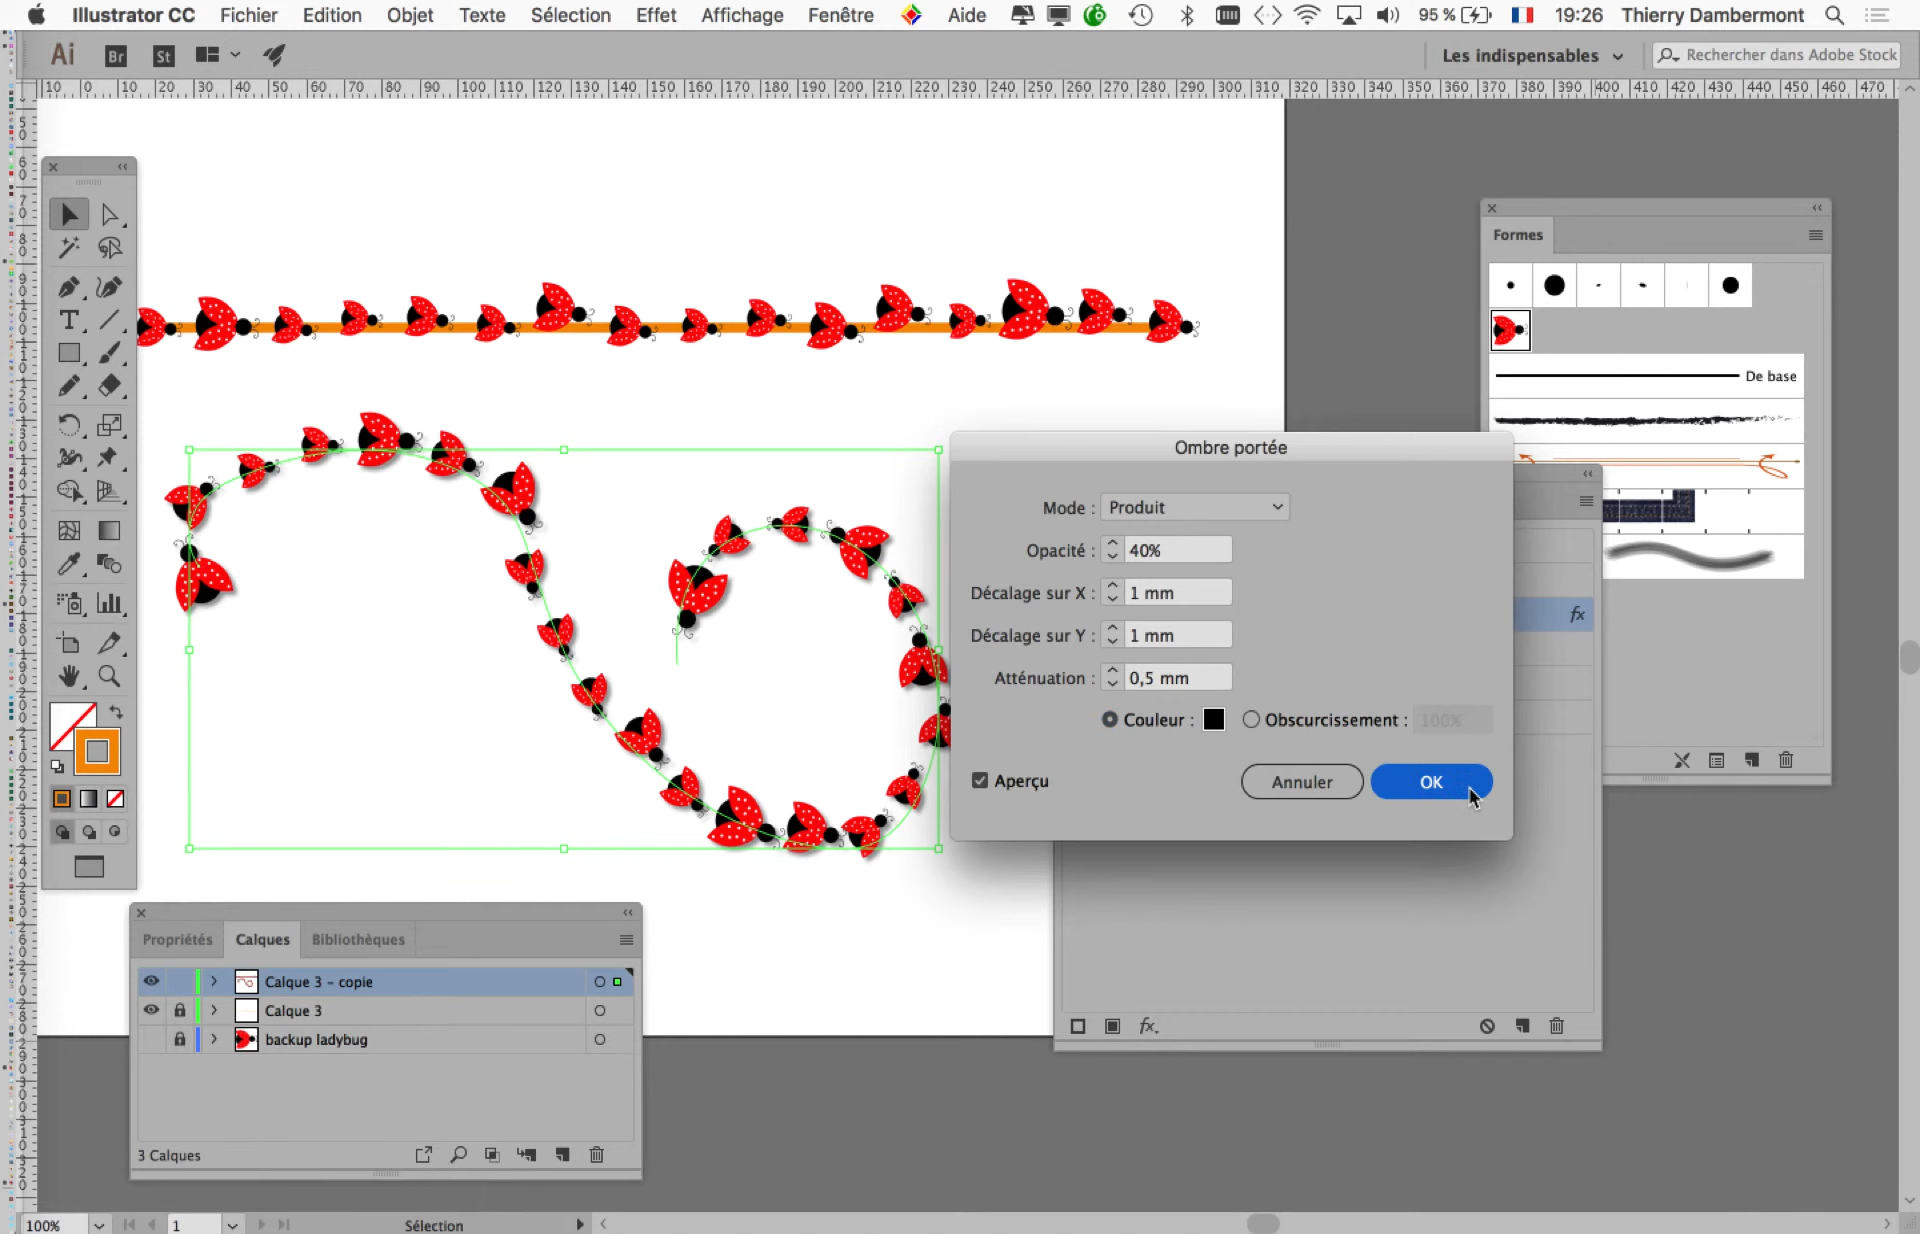 Illustrator CC Fichier Edition Objet Texte Sélection Effet Affichage Fenêtre Aide 95 % 19:26 Thierry Dambermont
Ai Br St Les indispensables Rechercher dans Adobe Stock
10 0 10 20 30 40 50 60 70 80 90 100 110 120 130 140 150 160 170 180 190 200 210 220 230 240 250 260 270 280 290 300 310 320 330 340 350 360 370 380 390 400 410 420 430 440 450 460 470
Formes
De base
Ombre portée
Mode : Produit
Opacité : 40%
Décalage sur X : 1 mm
Décalage sur Y : 1 mm
Atténuation : 0,5 mm
Couleur : Obscurcissement : 100%
Aperçu Annuler OK
fx
fx.
Propriétés Calques Bibliothèques
Calque 3 - copie
Calque 3
backup ladybug
3 Calques
100% 1 Sélection